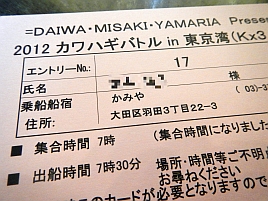 =DAIWA・MISAKI・YAMARIA Prese
2012 カワハギバトル in 東京湾(Kx3
エントリーNo.: 17
氏名 様 (03-3
乗船船宿 かみや
住所: 大田区羽田3丁目22-3
■ 集合時間 7時 (集合時間になりました
■ 出船時間 7時30分 場所・時間等ご不明
お尋ねください
のカードが必要となりますので